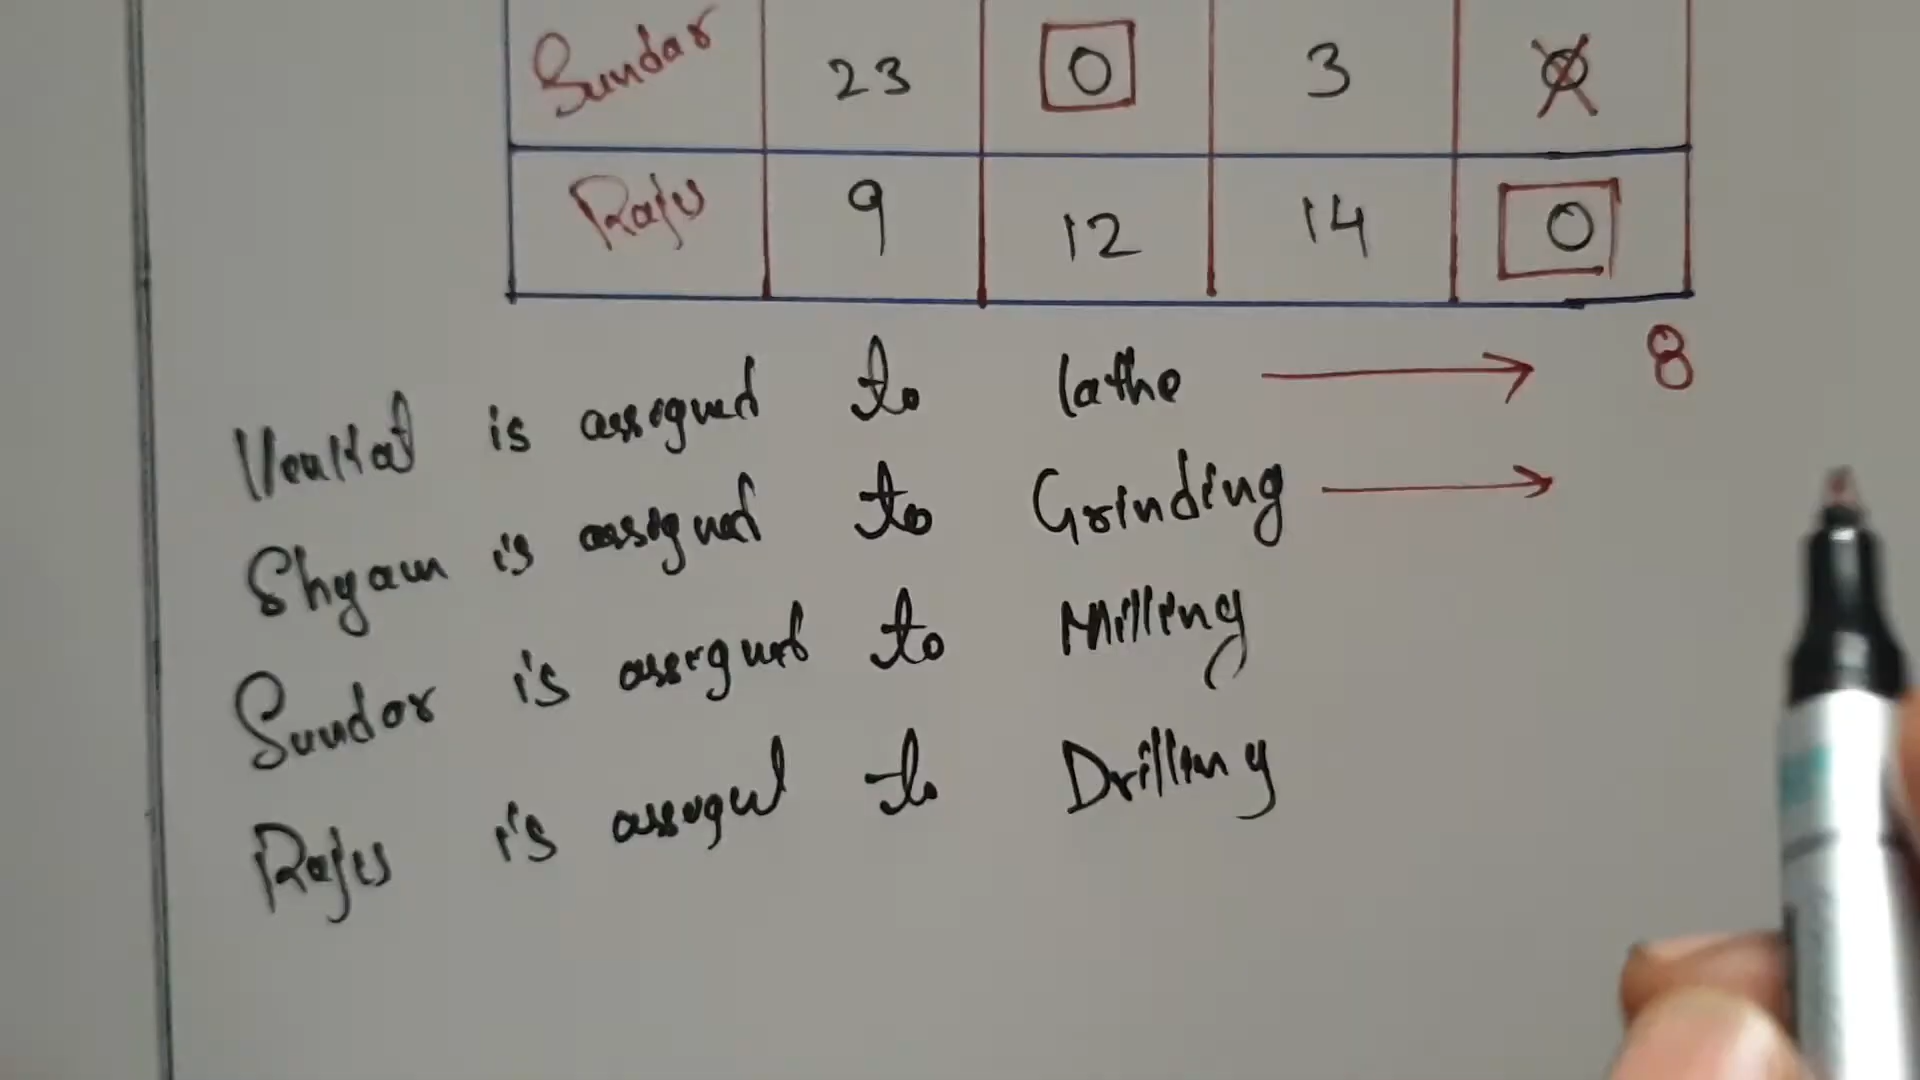 Sundar 23 0 3 0
Raju 9 12 14 0
Venkat is assigned to lathe → 8
Shyam is assigned to Grinding →
Sundar is assigned to Milling
Raju is assigned to Drilling